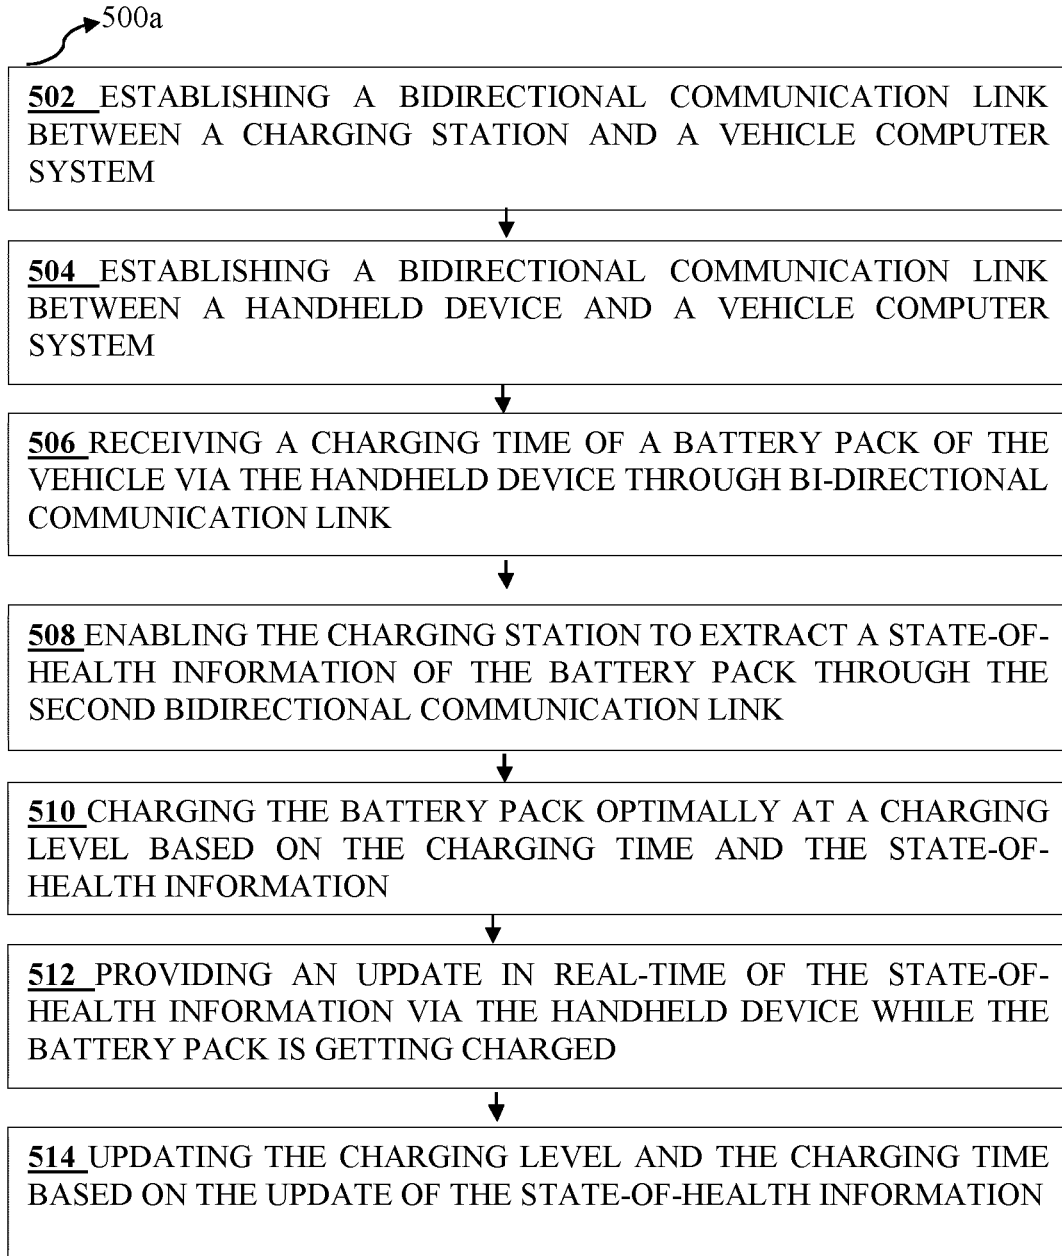 500a
502 ESTABLISHING A BIDIRECTIONAL COMMUNICATION LINK
BETWEEN A CHARGING STATION AND A VEHICLE COMPUTER
SYSTEM
504 ESTABLISHING A BIDIRECTIONAL COMMUNICATION LINK
BETWEEN A HANDHELD DEVICE AND A VEHICLE COMPUTER
SYSTEM
506 RECEIVING A CHARGING TIME OF A BATTERY PACK OF THE
VEHICLE VIA THE HANDHELD DEVICE THROUGH BI-DIRECTIONAL
COMMUNICATION LINK
508 ENABLING THE CHARGING STATION TO EXTRACT A STATE-OF-
HEALTH INFORMATION OF THE BATTERY PACK THROUGH THE
SECOND BIDIRECTIONAL COMMUNICATION LINK
510 CHARGING THE BATTERY PACK OPTIMALLY AT A CHARGING
LEVEL BASED ON THE CHARGING TIME AND THE STATE-OF-
HEALTH INFORMATION
512 PROVIDING AN UPDATE IN REAL-TIME OF THE STATE-OF-
HEALTH INFORMATION VIA THE HANDHELD DEVICE WHILE THE
BATTERY PACK IS GETTING CHARGED
514 UPDATING THE CHARGING LEVEL AND THE CHARGING TIME
BASED ON THE UPDATE OF THE STATE-OF-HEALTH INFORMATION